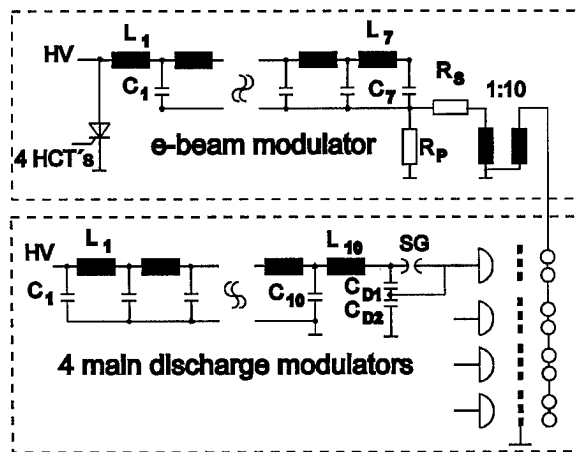 L1
L7
HV
C1
C7
RS
1:10
4 HCT´s
e-beam modulator
RP
L1
L10
SG
HV
C1
C10
CD1
CD2
4 main discharge modulators